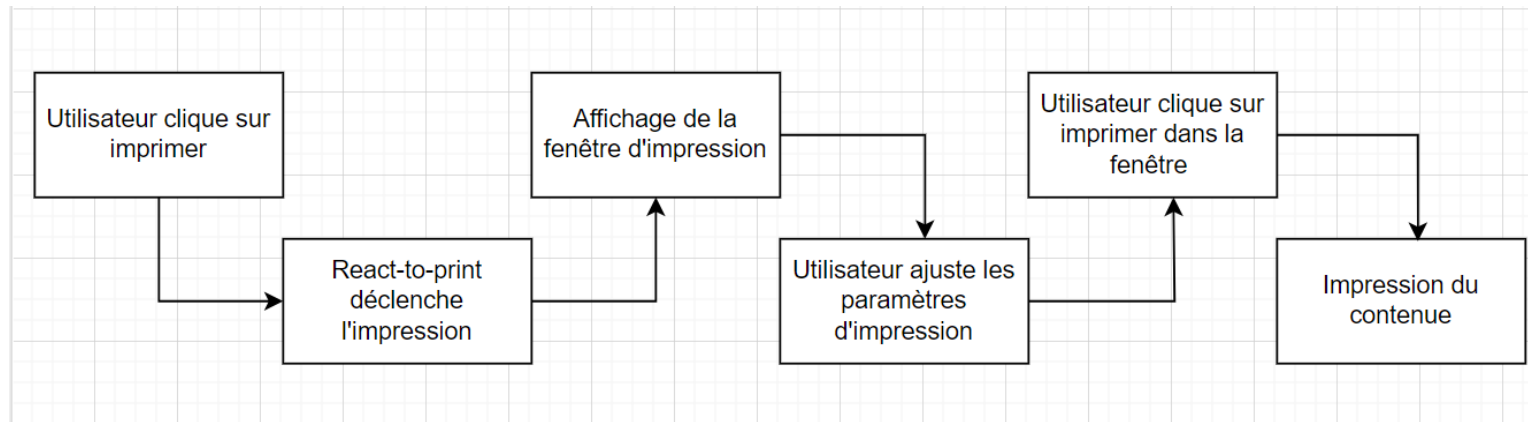 Utilisateur clique sur
imprimer
React-to-print
déclenche
l'impression
Affichage de la
fenêtre d'impression
Utilisateur ajuste les
paramètres
d'impression
Utilisateur clique sur
imprimer dans la
fenêtre
Impression du
contenue